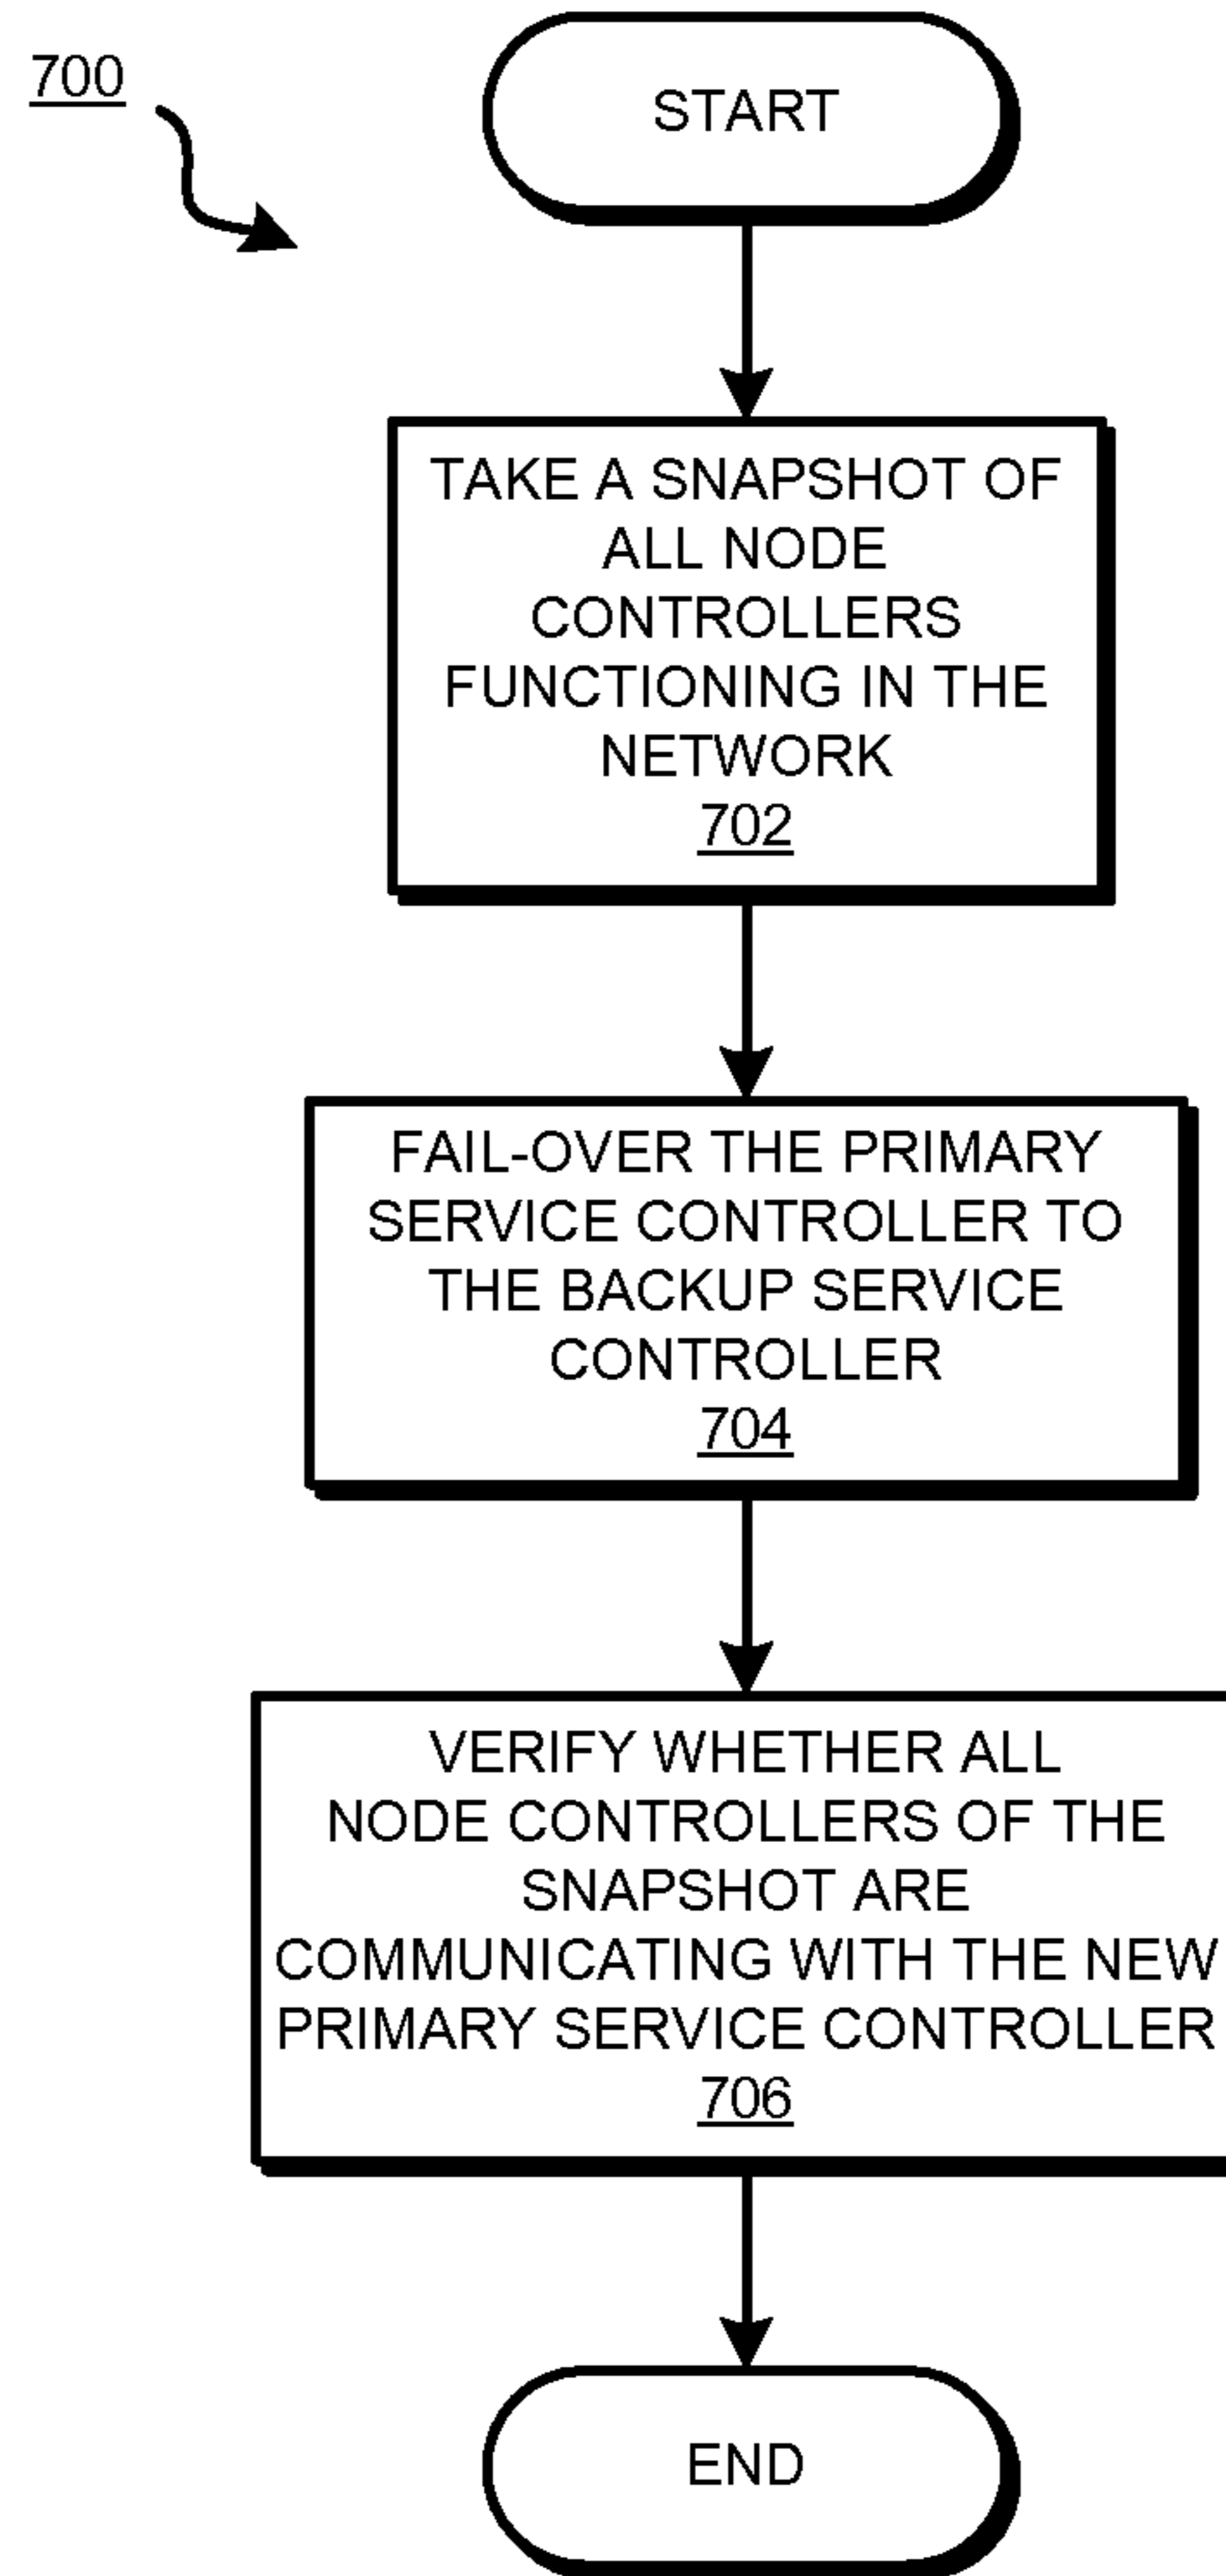 700
START
TAKE A SNAPSHOT OF
ALL NODE
CONTROLLERS
FUNCTIONING IN THE
NETWORK
702
FAIL-OVER THE PRIMARY
SERVICE CONTROLLER TO
THE BACKUP SERVICE
CONTROLLER
704
VERIFY WHETHER ALL
NODE CONTROLLERS OF THE
SNAPSHOT ARE
COMMUNICATING WITH THE NEW
PRIMARY SERVICE CONTROLLER
706
END